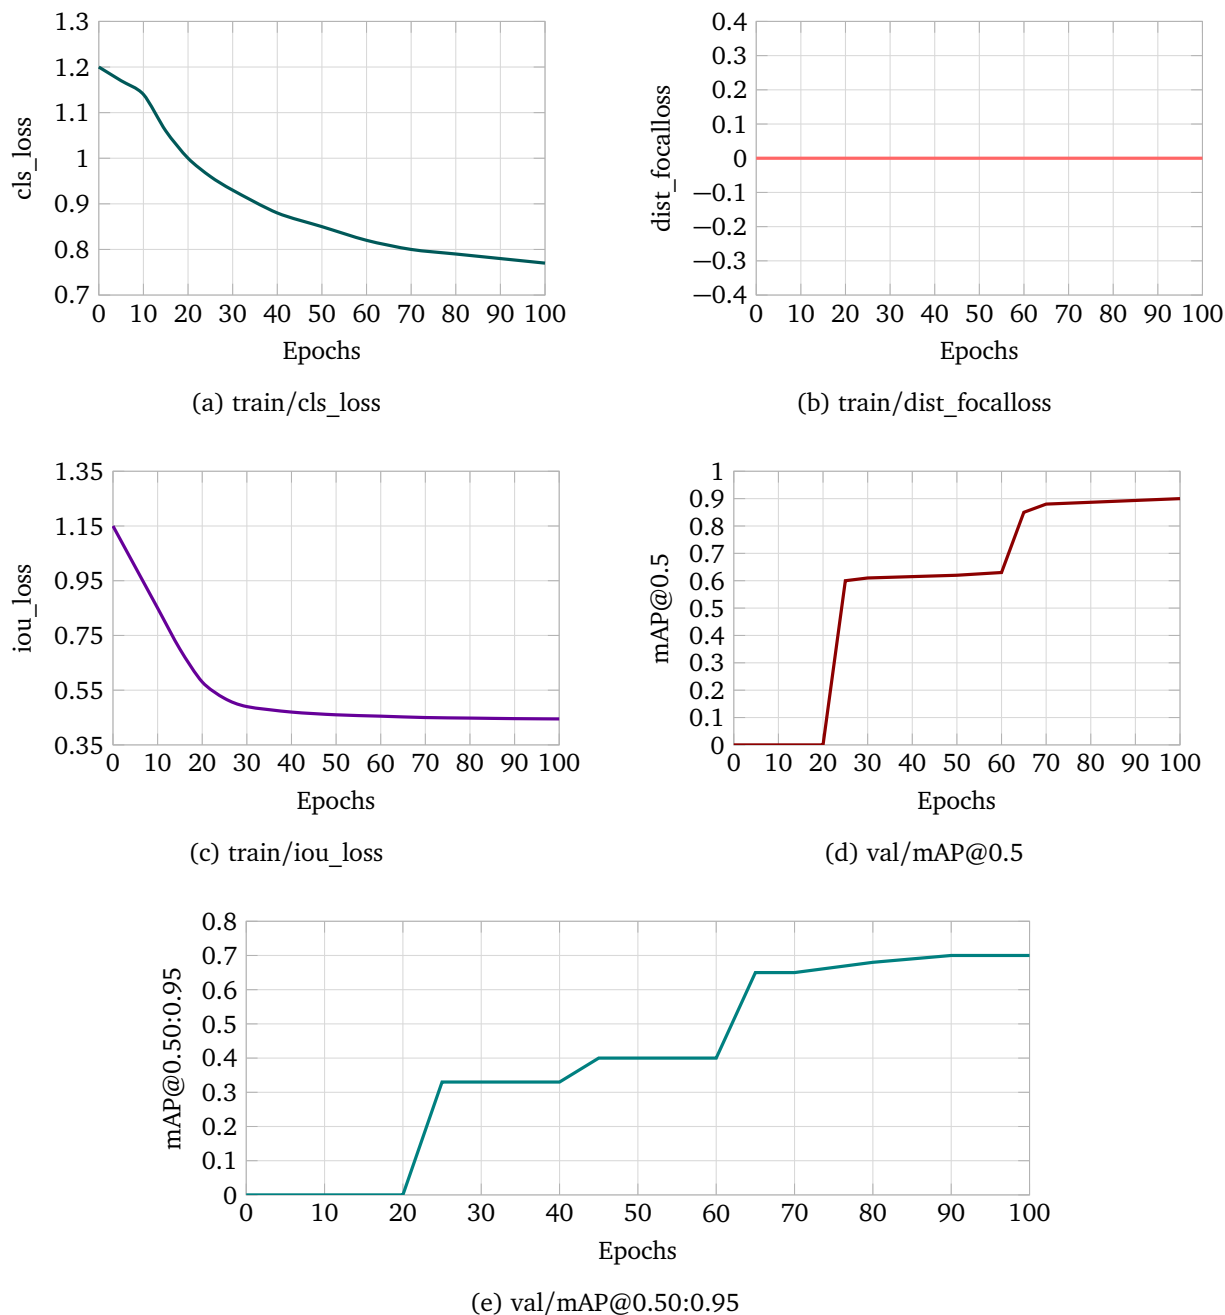 1.3
1.2
1.1
1
0.9
0.8
0.7
cls_loss
0 10 20 30 40 50 60 70 80 90 100
Epochs
(a) train/cls_loss
0.4
0.3
0.2
0.1
0
−0.1
−0.2
−0.3
−0.4
dist_focalloss
0 10 20 30 40 50 60 70 80 90 100
Epochs
(b) train/dist_focalloss
1.35
1.15
0.95
0.75
0.55
0.35
iou_loss
0 10 20 30 40 50 60 70 80 90 100
Epochs
(c) train/iou_loss
1
0.9
0.8
0.7
0.6
0.5
0.4
0.3
0.2
0.1
0
mAP@0.5
0 10 20 30 40 50 60 70 80 90 100
Epochs
(d) val/mAP@0.5
0.8
0.7
0.6
0.5
0.4
0.3
0.2
0.1
0
mAP@0.50:0.95
0 10 20 30 40 50 60 70 80 90 100
Epochs
(e) val/mAP@0.50:0.95